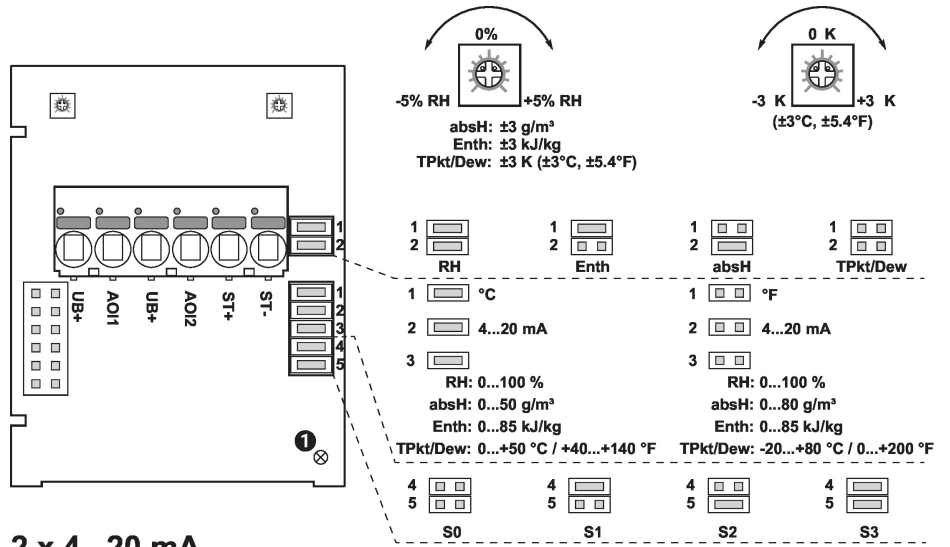 0%
-5% RH +5% RH
absH: ±3 g/m³
Enth: ±3 kJ/kg
TPkt/Dew: ±3 K (±3°C, ±5.4°F)
0 K
-3 K +3 K
(±3°C, ±5.4°F)
1
2
UB+
AOI1
UB+
AOI2
ST+
ST-
1
2
3
4
5
1
1
2
RH
1
2
Enth
1
2
absH
1
2
TPkt/Dew
1 °C
2 4...20 mA
3
RH: 0...100 %
absH: 0...50 g/m³
Enth: 0...85 kJ/kg
TPkt/Dew: 0...+50 °C / +40...+140 °F
1 °F
2 4...20 mA
3
RH: 0...100 %
absH: 0...80 g/m³
Enth: 0...85 kJ/kg
TPkt/Dew: -20...+80 °C / 0...+200 °F
4
5
S0
4
5
S1
4
5
S2
4
5
S3
2 x 4...20 mA